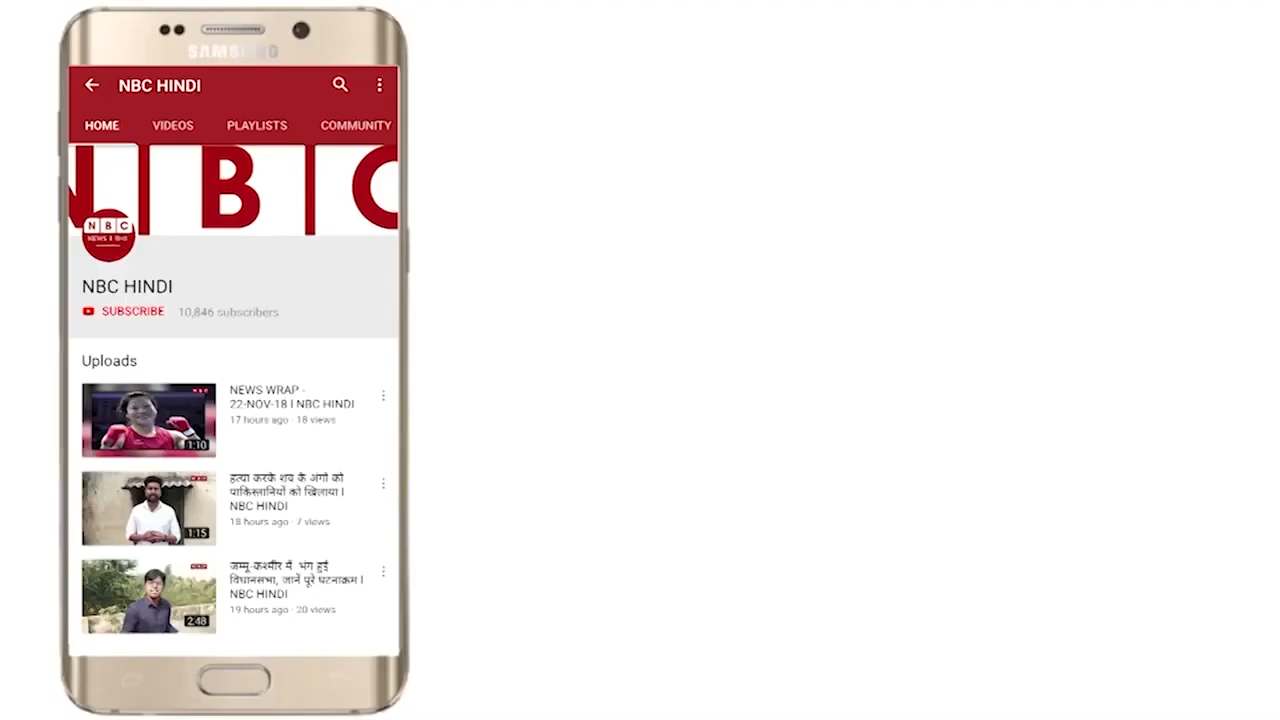 SAMSUNG
NBC HINDI
HOME VIDEOS PLAYLISTS COMMUNITY
N B C
N B C
NBC HINDI
SUBSCRIBE 10,846 subscribers
Uploads
NEWS WRAP -
22-NOV-18 l NBC HINDI
17 hours ago · 18 views
1:10
हत्या करके शव के अंगों को
पाकिस्तानियों को खिलाया l
NBC HINDI
18 hours ago · 7 views
1:15
जम्मू-कश्मीर में भंग हुई
विधानसभा, जानें पूरे घटनाक्रम l
NBC HINDI
19 hours ago · 20 views
2:48